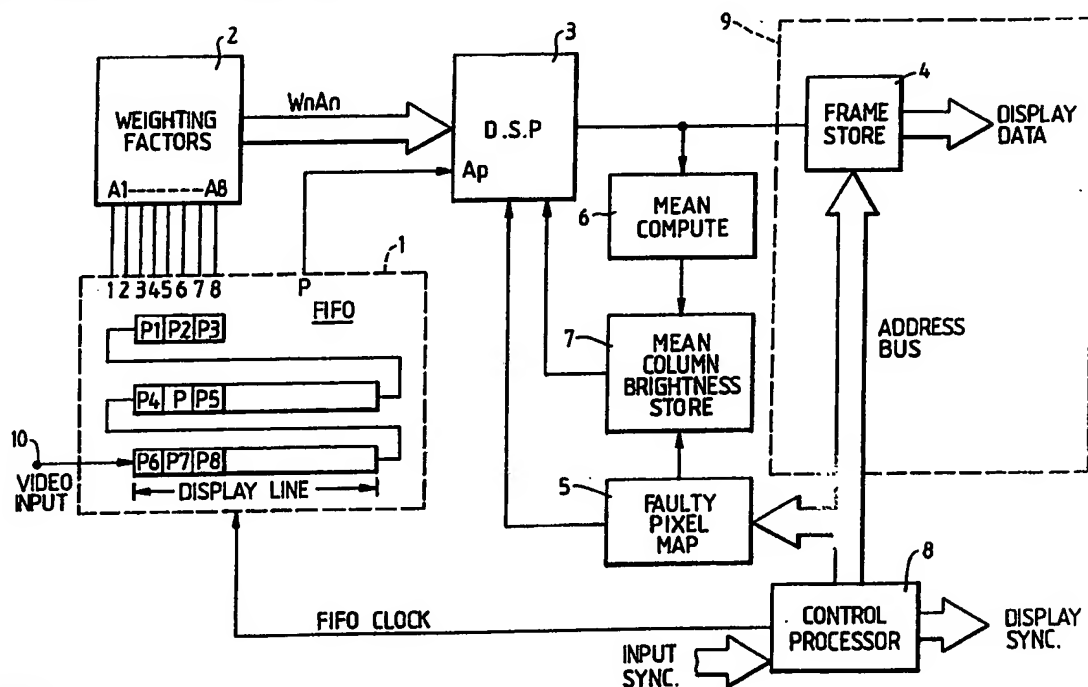 2
WEIGHTING
FACTORS
A1-------A8
WnAn
3
D.S.P
Ap
9
4
FRAME
STORE
DISPLAY
DATA
6
MEAN
COMPUTE
1
1 2 3 4 5 6 7 8
P
FIFO
P1 P2 P3
P4 P P5
P6 P7 P8
DISPLAY LINE
10
VIDEO
INPUT
7
MEAN
COLUMN
BRIGHTNESS
STORE
ADDRESS
BUS
5
FAULTY
PIXEL
MAP
8
CONTROL
PROCESSOR
FIFO CLOCK
INPUT
SYNC.
DISPLAY
SYNC.